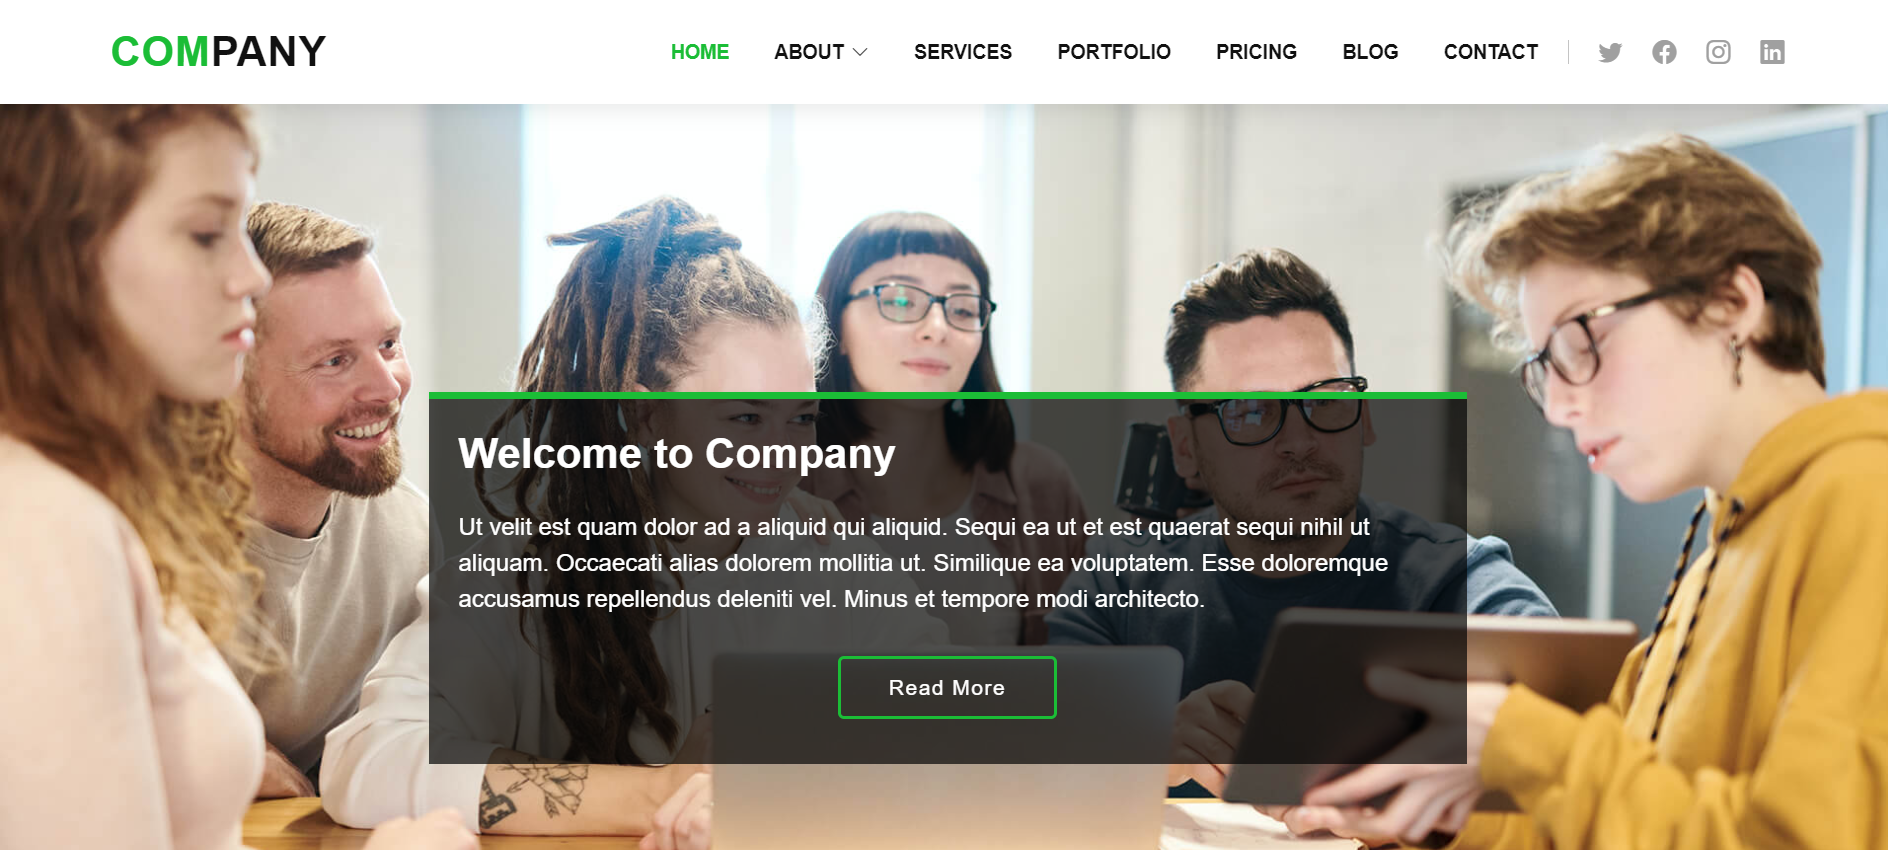 COMPANY
HOME ABOUT SERVICES PORTFOLIO PRICING BLOG CONTACT
Welcome to Company
Ut velit est quam dolor ad a aliquid qui aliquid. Sequi ea ut et est quaerat sequi nihil ut
aliquam. Occaecati alias dolorem mollitia ut. Similique ea voluptatem. Esse doloremque
accusamus repellendus deleniti vel. Minus et tempore modi architecto.
Read More